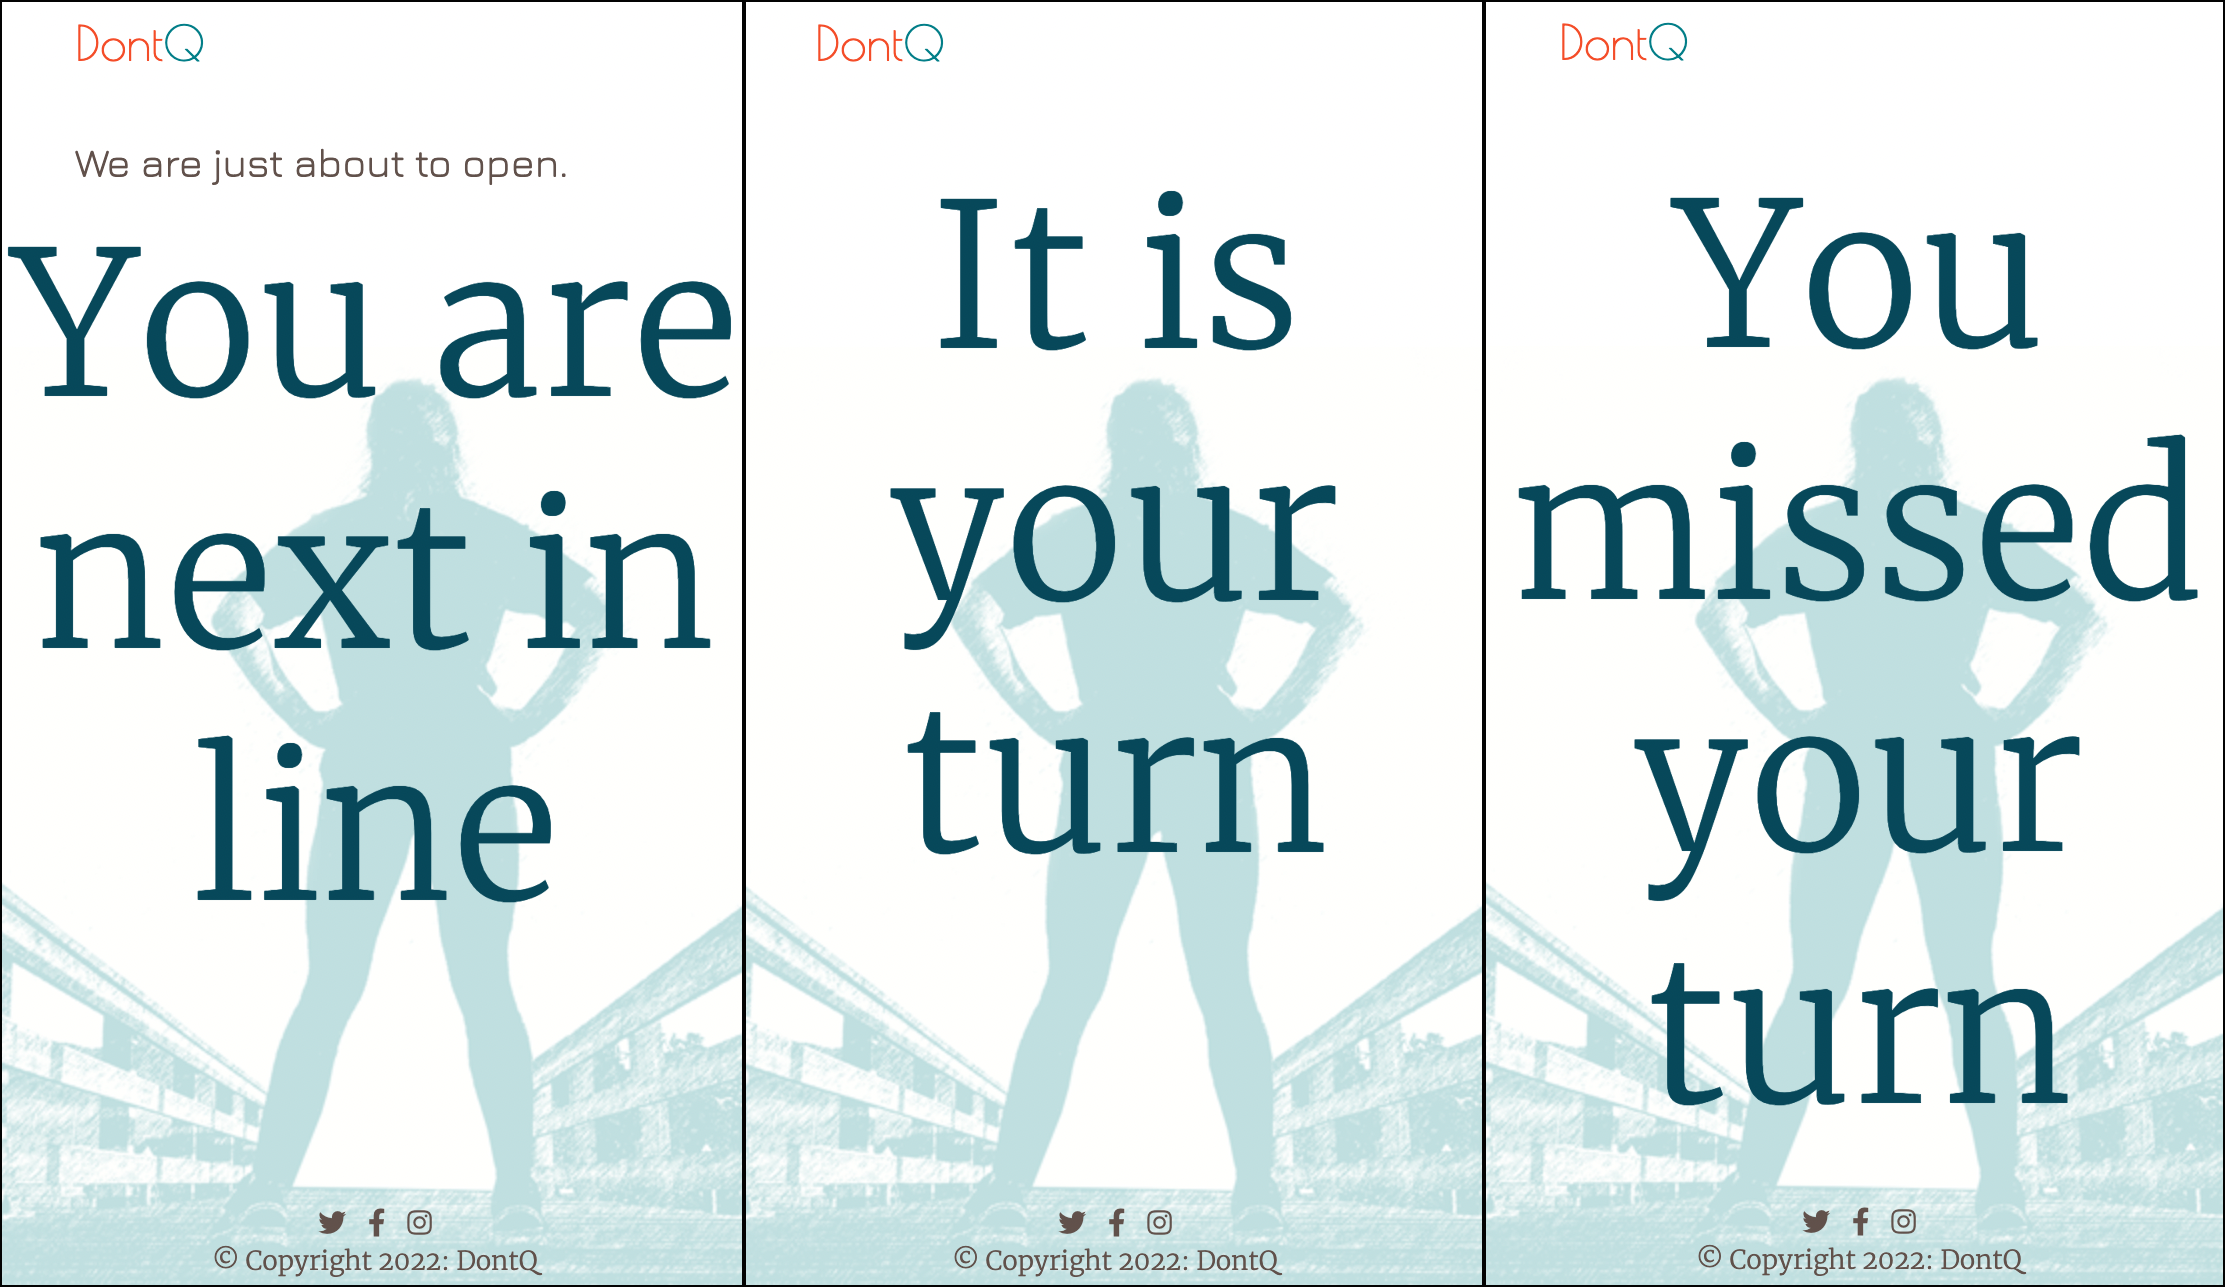 DontQ
We are just about to open.
You are
next in
line
© Copyright 2022: DontQ
DontQ
It is
your
turn
© Copyright 2022: DontQ
DontQ
You
missed
your
turn
© Copyright 2022: DontQ